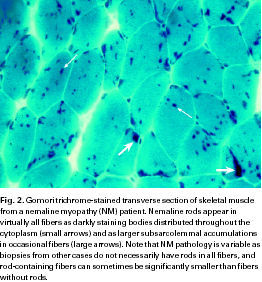 Fig. 2. Gomori trichrome-stained transverse section of skeletal muscle
from a nemaline myopathy (NM) patient. Nemaline rods appear in
virtually all fibers as darkly staining bodies distributed throughout the
cytoplasm (small arrows) and as larger subsarcolemmal accumulations
in occasional fibers (large arrows). Note that NM pathology is variable as
biopsies from other cases do not necessarily have rods in all fibers, and
rod-containing fibers can sometimes be significantly smaller than fibers
without rods.